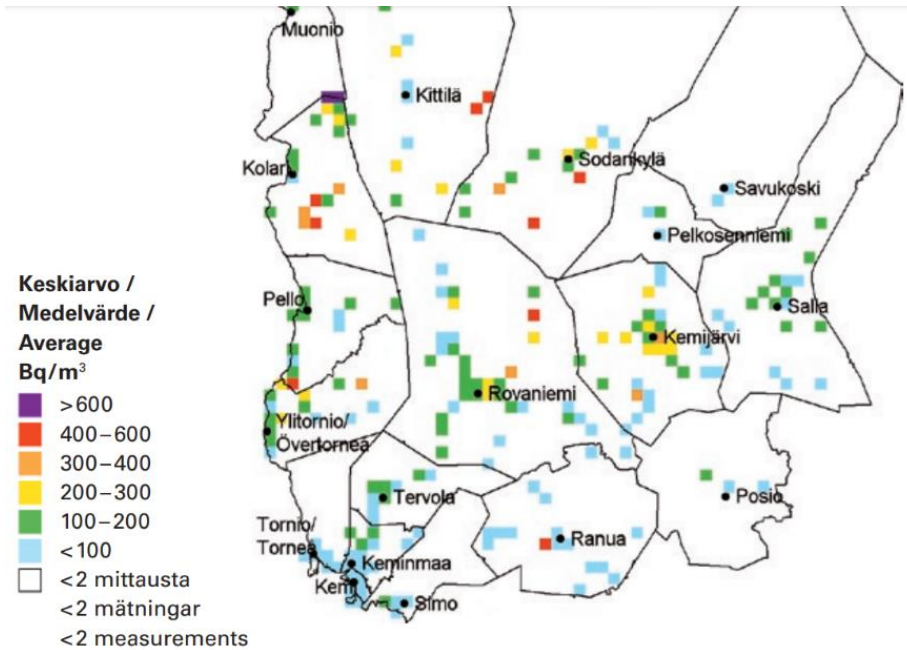 Muonio
Kittilä
Kolari
Sodankylä
Savukoski
Pelkosenniemi
Pello
Salla
Kemijärvi
Rovaniemi
Ylitornio/
Övertorneå
Tervola
Posio
Tornio/
Torneå
Ranua
Keminmaa
Kemi
Simo
Keskiarvo /
Medelvärde /
Average
Bq/m³
>600
400–600
300–400
200–300
100–200
<100
<2 mittausta
<2 mätningar
<2 measurements